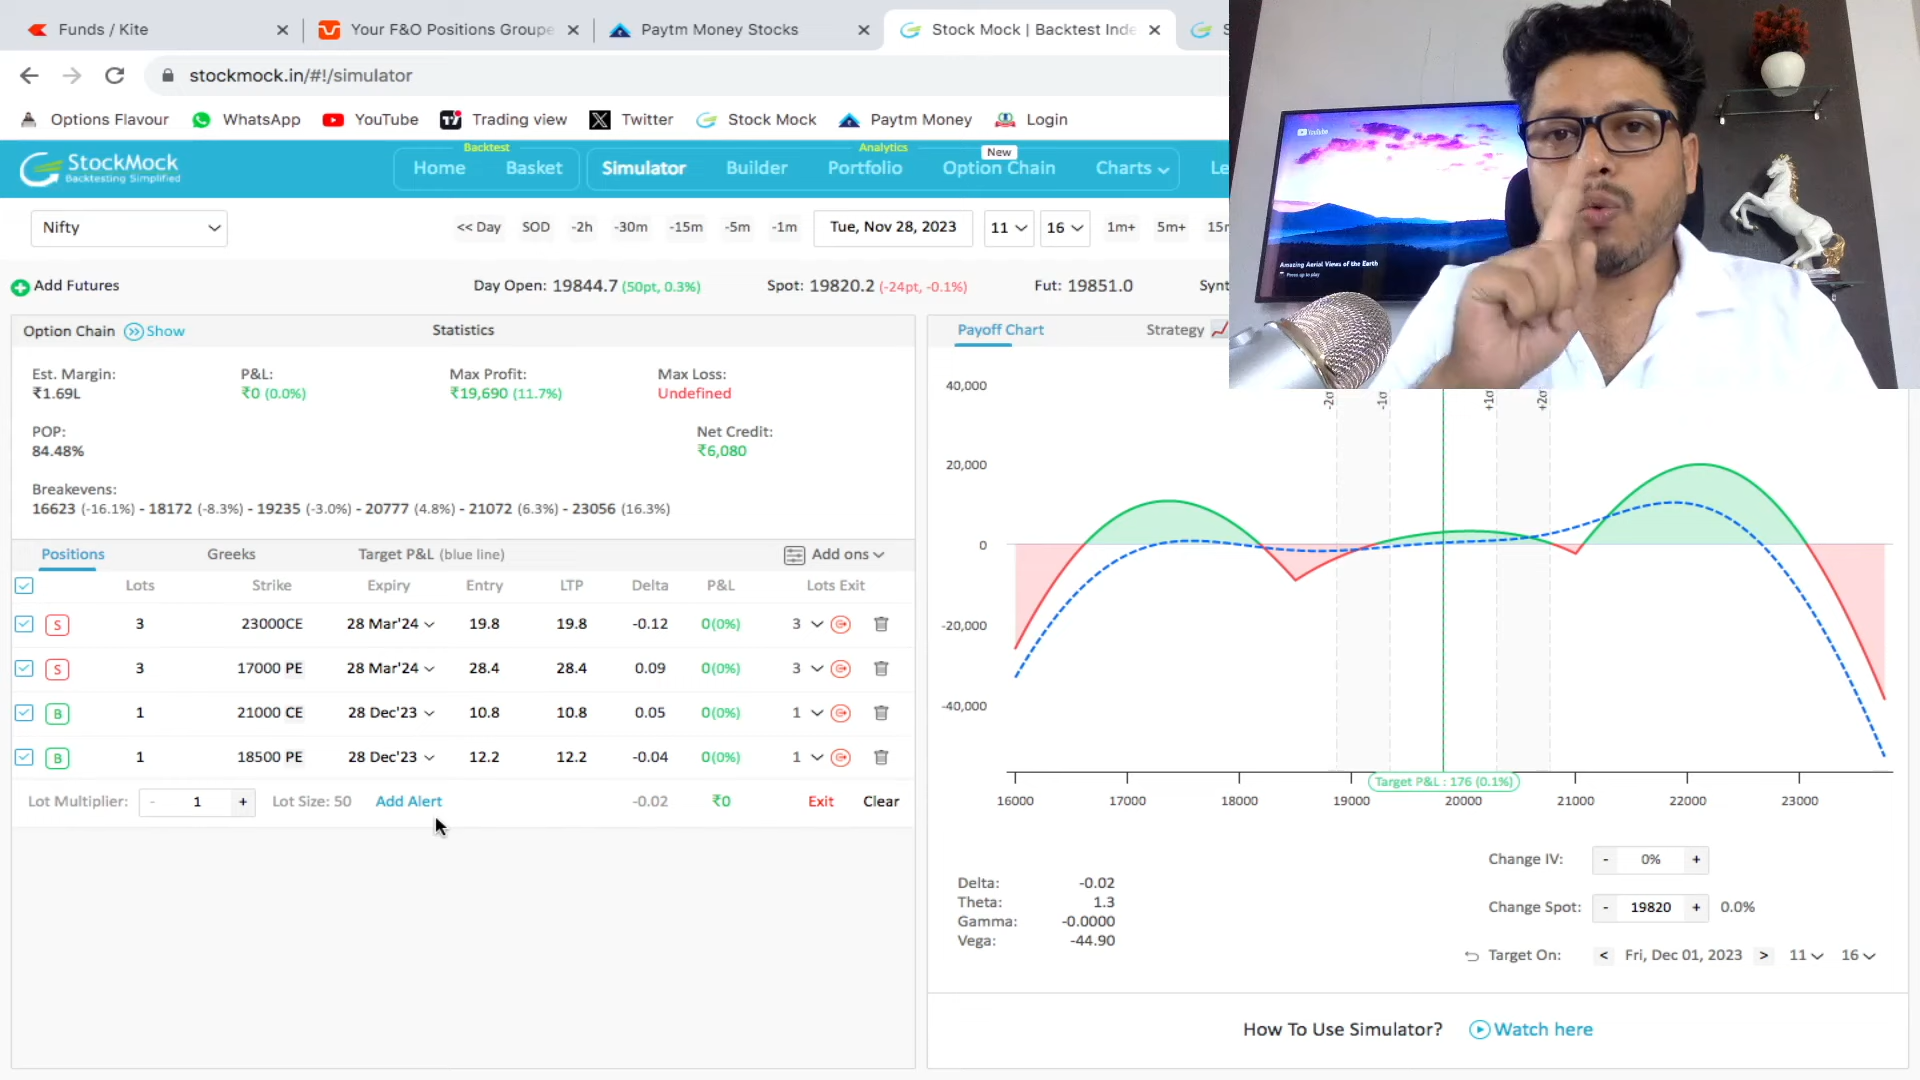 Funds / Kite
Your F&O Positions Groupe
Paytm Money Stocks
Stock Mock | Backtest Inde
S
stockmock.in/#!/simulator
Options Flavour WhatsApp YouTube Trading view Twitter Stock Mock Paytm Money Login
StockMock
Backtesting Simplified
Backtest
Home Basket Simulator Builder
Analytics
Portfolio
New
Option Chain Charts Le
Nifty << Day SOD -2h -30m -15m -5m -1m Tue, Nov 28, 2023 11 16 1m+ 5m+ 15m
Add Futures Day Open: 19844.7 (50pt, 0.3%) Spot: 19820.2 (-24pt, -0.1%) Fut: 19851.0 Synt
Option Chain Show Statistics
Est. Margin: P&L: Max Profit: Max Loss:
₹1.69L ₹0 (0.0%) ₹19,690 (11.7%) Undefined
POP: Net Credit:
84.48% ₹6,080
Breakevens:
16623 (-16.1%) - 18172 (-8.3%) - 19235 (-3.0%) - 20777 (4.8%) - 21072 (6.3%) - 23056 (16.3%)
Positions Greeks Target P&L (blue line) Add ons
Lots Strike Expiry Entry LTP Delta P&L Lots Exit
S 3 23000CE 28 Mar'24 19.8 19.8 -0.12 0(0%) 3
S 3 17000 PE 28 Mar'24 28.4 28.4 0.09 0(0%) 3
B 1 21000 CE 28 Dec'23 10.8 10.8 0.05 0(0%) 1
B 1 18500 PE 28 Dec'23 12.2 12.2 -0.04 0(0%) 1
Lot Multiplier: - 1 + Lot Size: 50 Add Alert -0.02 ₹0 Exit Clear
Payoff Chart Strategy
40,000
20,000
0
-20,000
-40,000
-2σ -1σ +1σ +2σ
Target P&L : 176 (0.1%)
16000 17000 18000 19000 20000 21000 22000 23000
Delta: -0.02
Theta: 1.3
Gamma: -0.0000
Vega: -44.90
Change IV: - 0% +
Change Spot: - 19820 + 0.0%
Target On: < Fri, Dec 01, 2023 > 11 16
How To Use Simulator? Watch here
YouTube
Amazing Aerial Views of the Earth